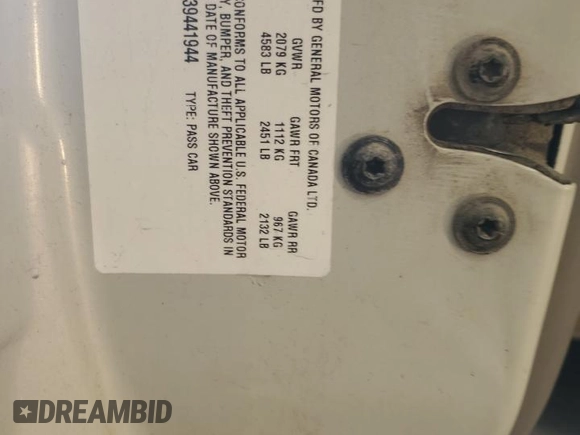 MFD BY GENERAL MOTORS OF CANADA LTD.
GVWR GAWR FRT GAWR RR
2079 KG 1112 KG 967 KG
4583 LB 2451 LB 2132 LB
CONFORMS TO ALL APPLICABLE U.S. FEDERAL MOTOR
Y, BUMPER, AND THEFT PREVENTION STANDARDS IN
DATE OF MANUFACTURE SHOWN ABOVE.
39441944 TYPE: PASS CAR
DREAMBID